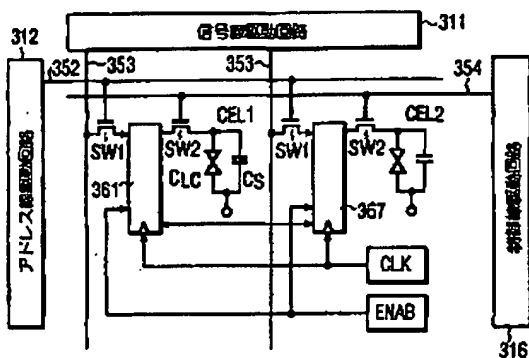 311
信号線駆動回路
312
352
353
353
354
CEL1
CEL2
SW1
SW2
SW1
SW2
CLC
CS
361
367
アドレス線駆動回路
CLK
ENAB
316